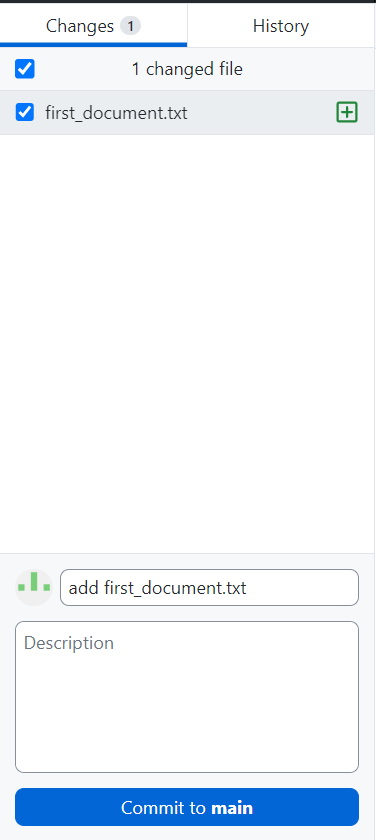 Changes 1 History
1 changed file
first_document.txt
add first_document.txt
Description
Commit to main